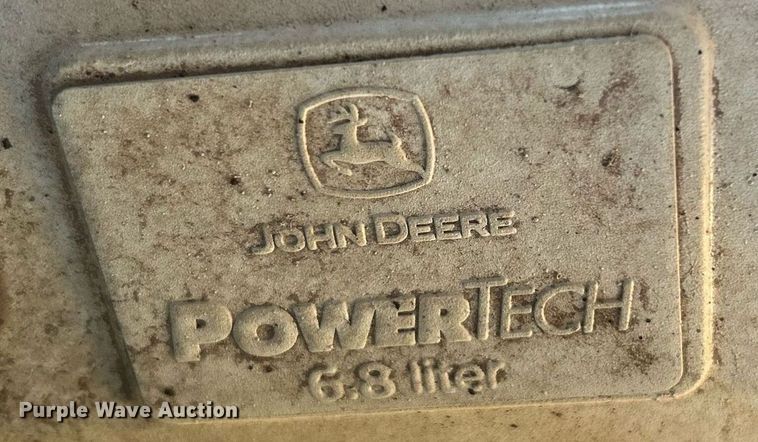 JOHN DEERE
POWERTECH
6.8 liter
Purple Wave Auction